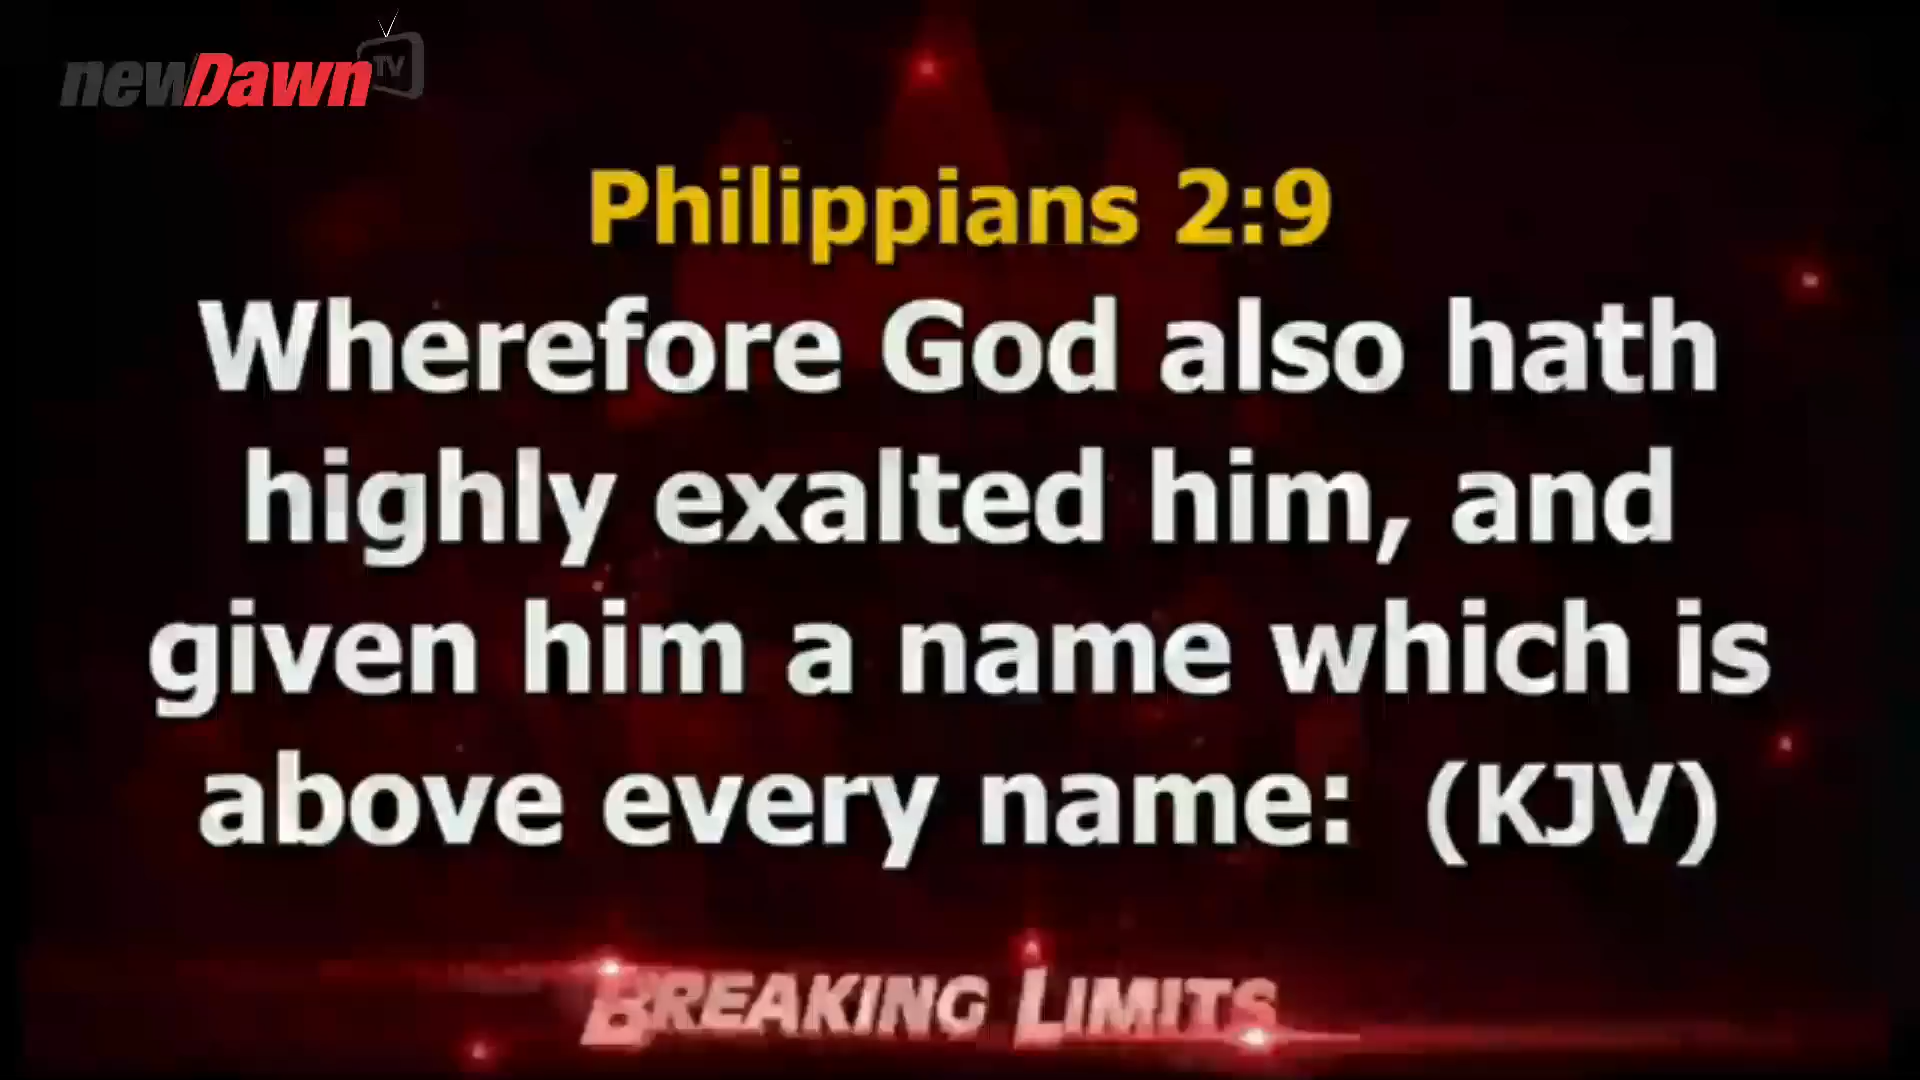 newDawn TV
Philippians 2:9
Wherefore God also hath
highly exalted him, and
given him a name which is
above every name: (KJV)
BREAKING LIMITS